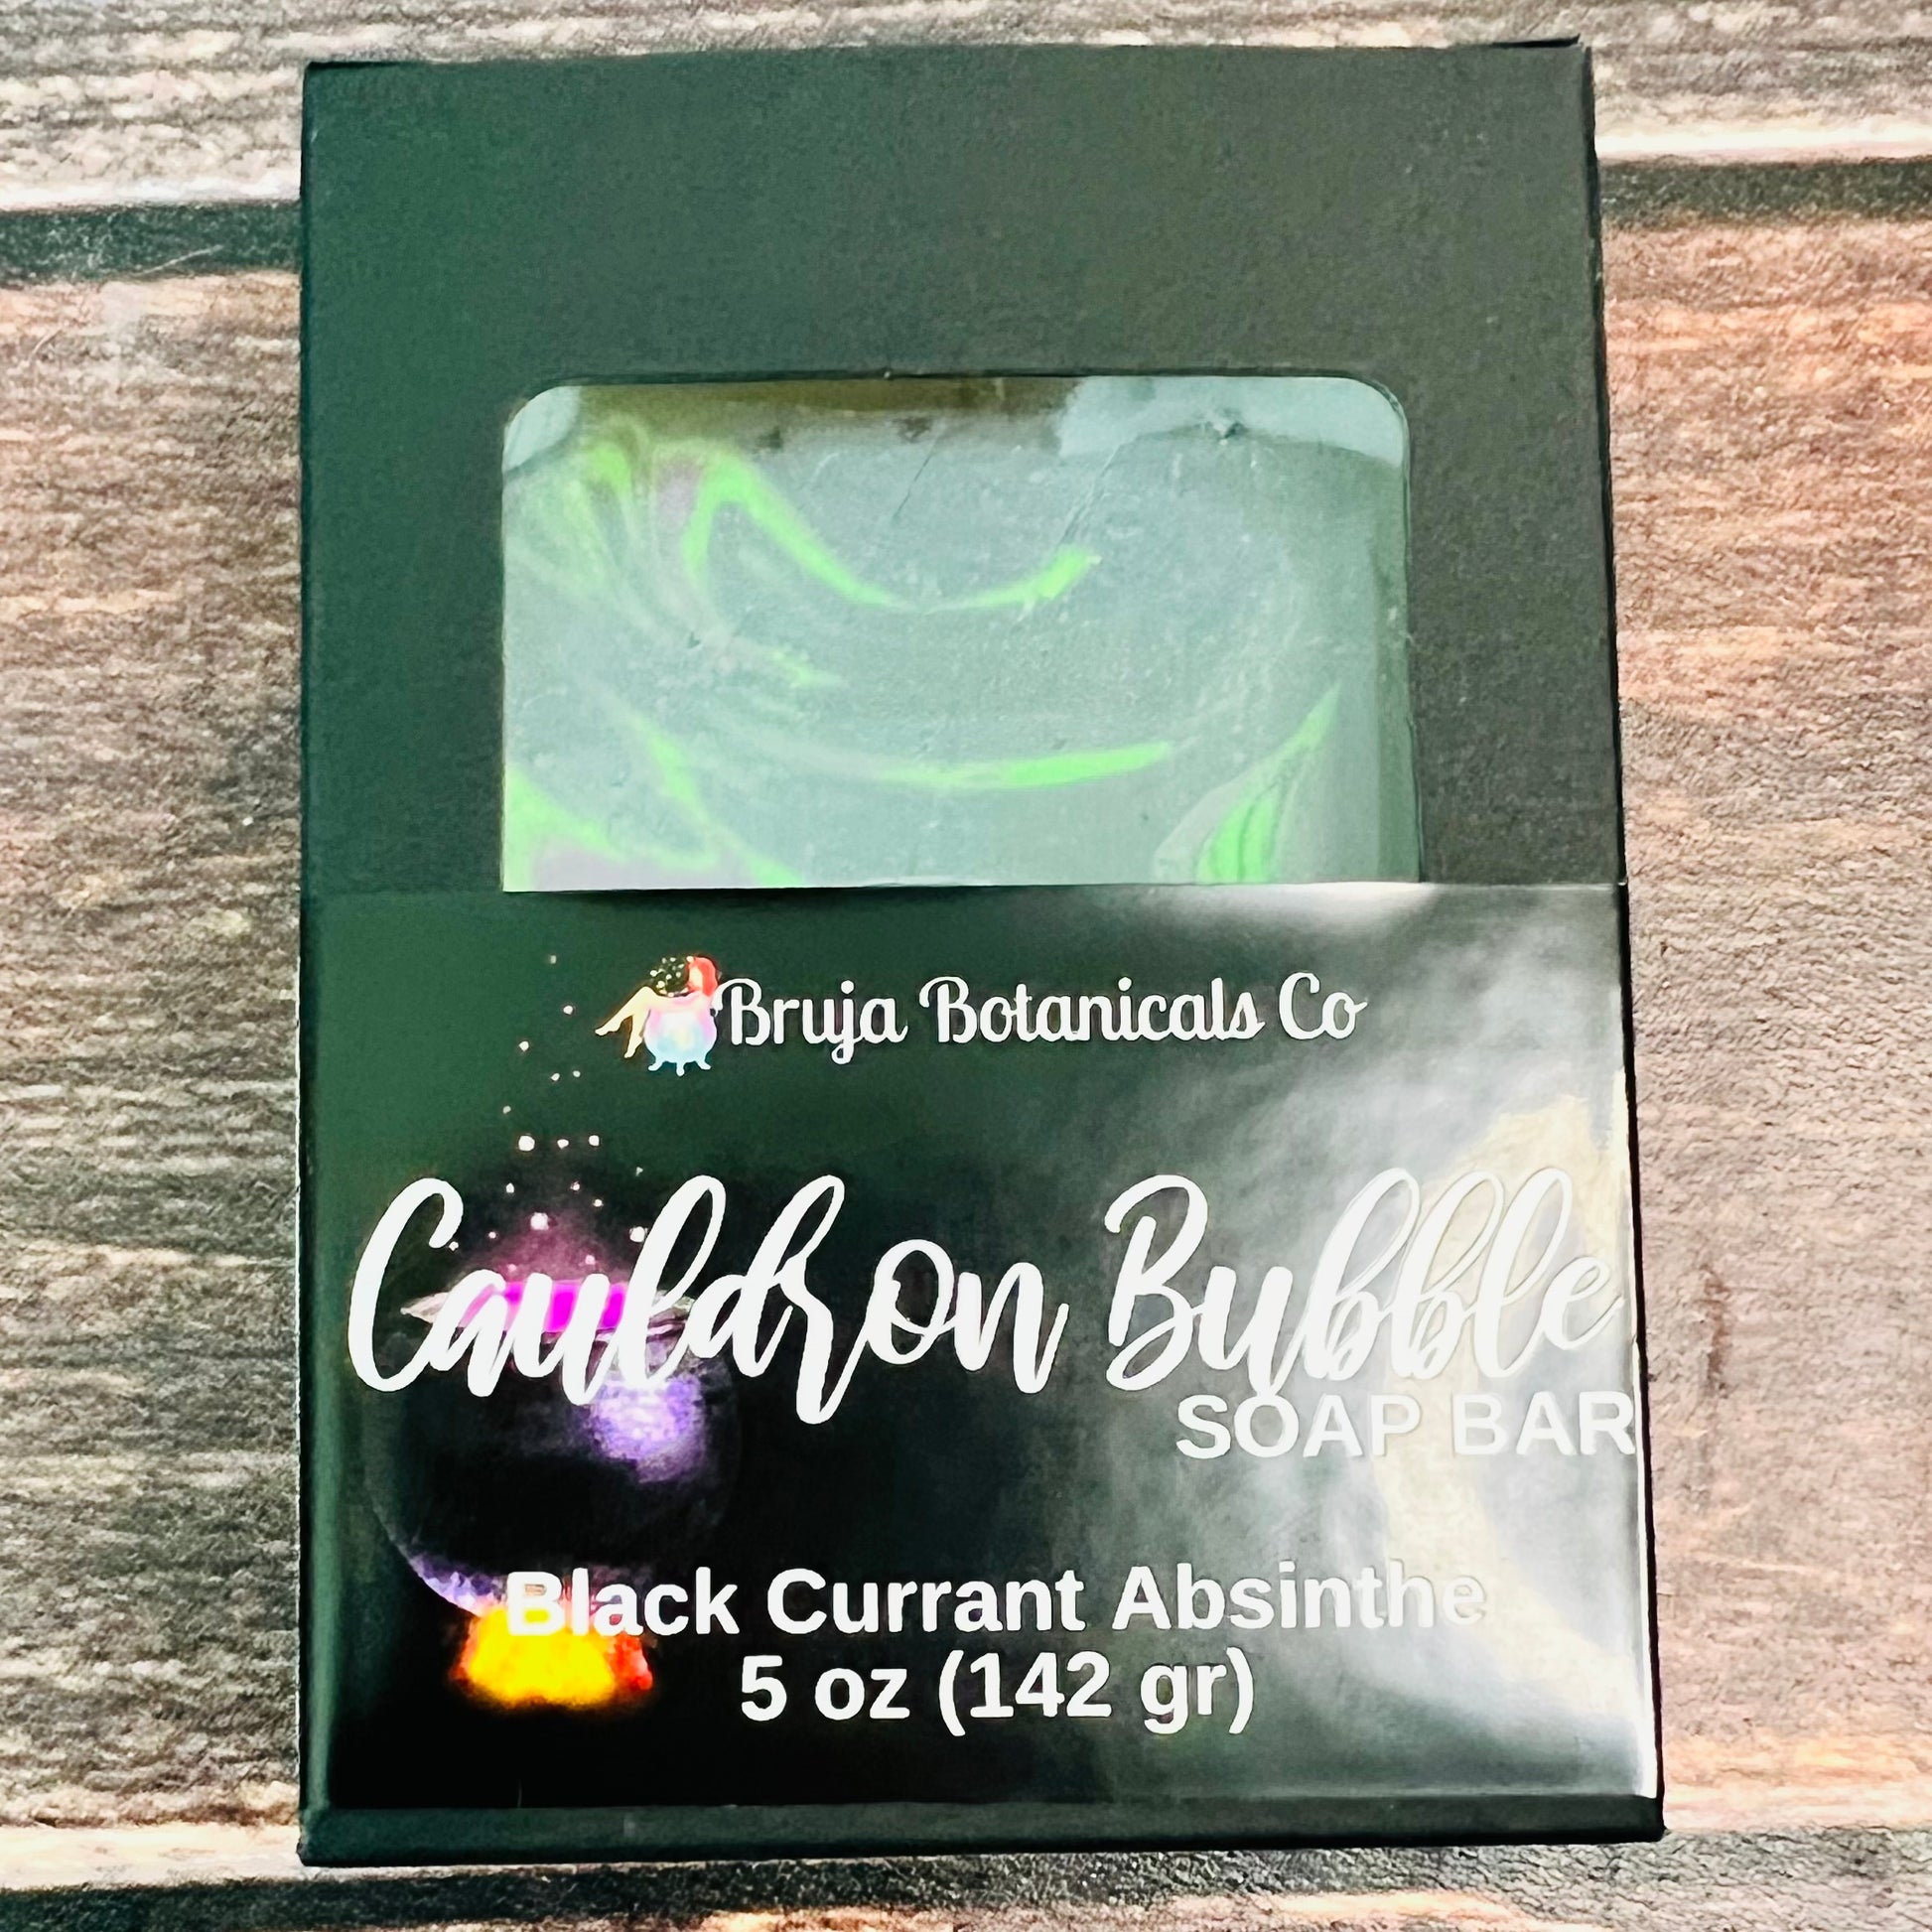 Bruja Botanicals Co
Cauldron Bubble
SOAP BAR
Black Currant Absinthe
5 oz (142 gr)